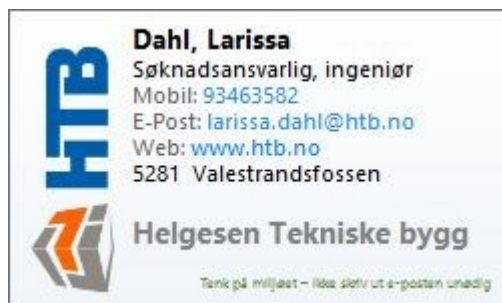 HTB
Dahl, Larissa
Søknadsansvarlig, ingeniør
Mobil: 93463582
E-Post: larissa.dahl@htb.no
Web: www.htb.no
5281 Valestrandsfossen
Helgesen Tekniske bygg
Tenk på miljøet – Ikke skriv ut e-posten unødig